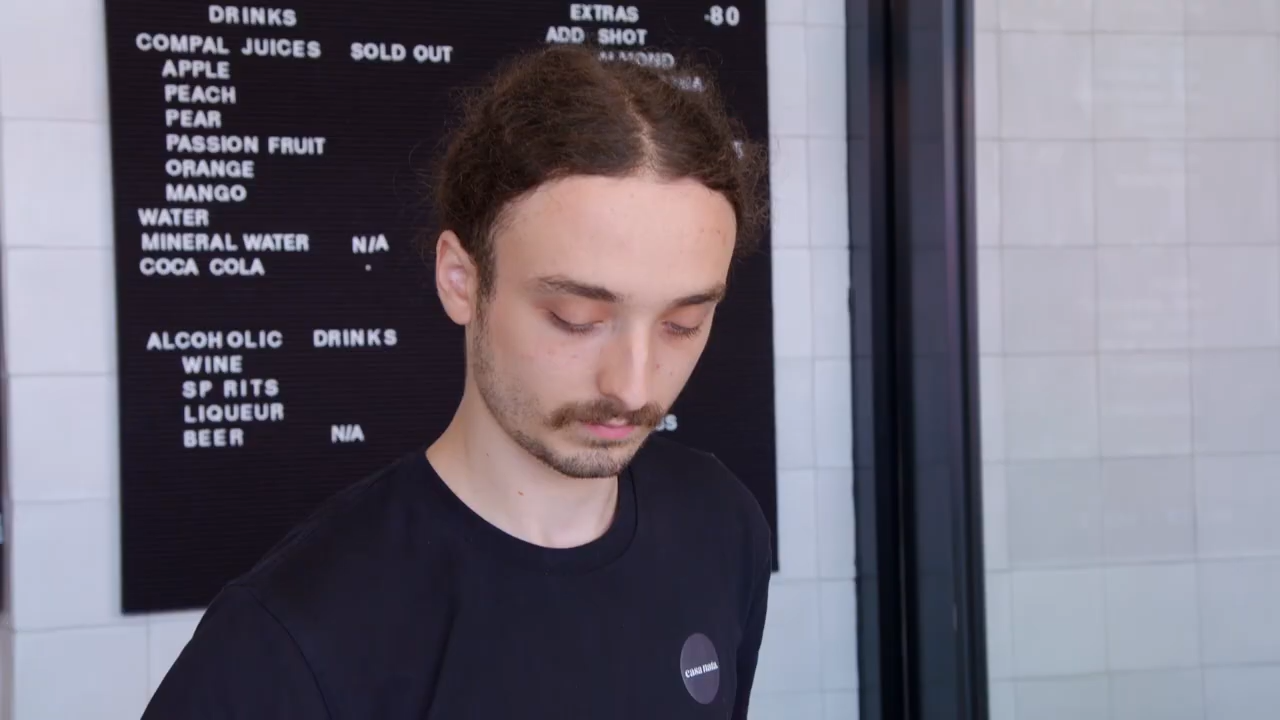 DRINKS
COMPAL JUICES SOLD OUT
APPLE
PEACH
PEAR
PASSION FRUIT
ORANGE
MANGO
WATER
MINERAL WATER N/A
COCA COLA .
ALCOHOLIC DRINKS
WINE
SP RITS
LIQUEUR
BEER N/A
EXTRAS .80
ADD SHOT
ALMOND
casa nata.